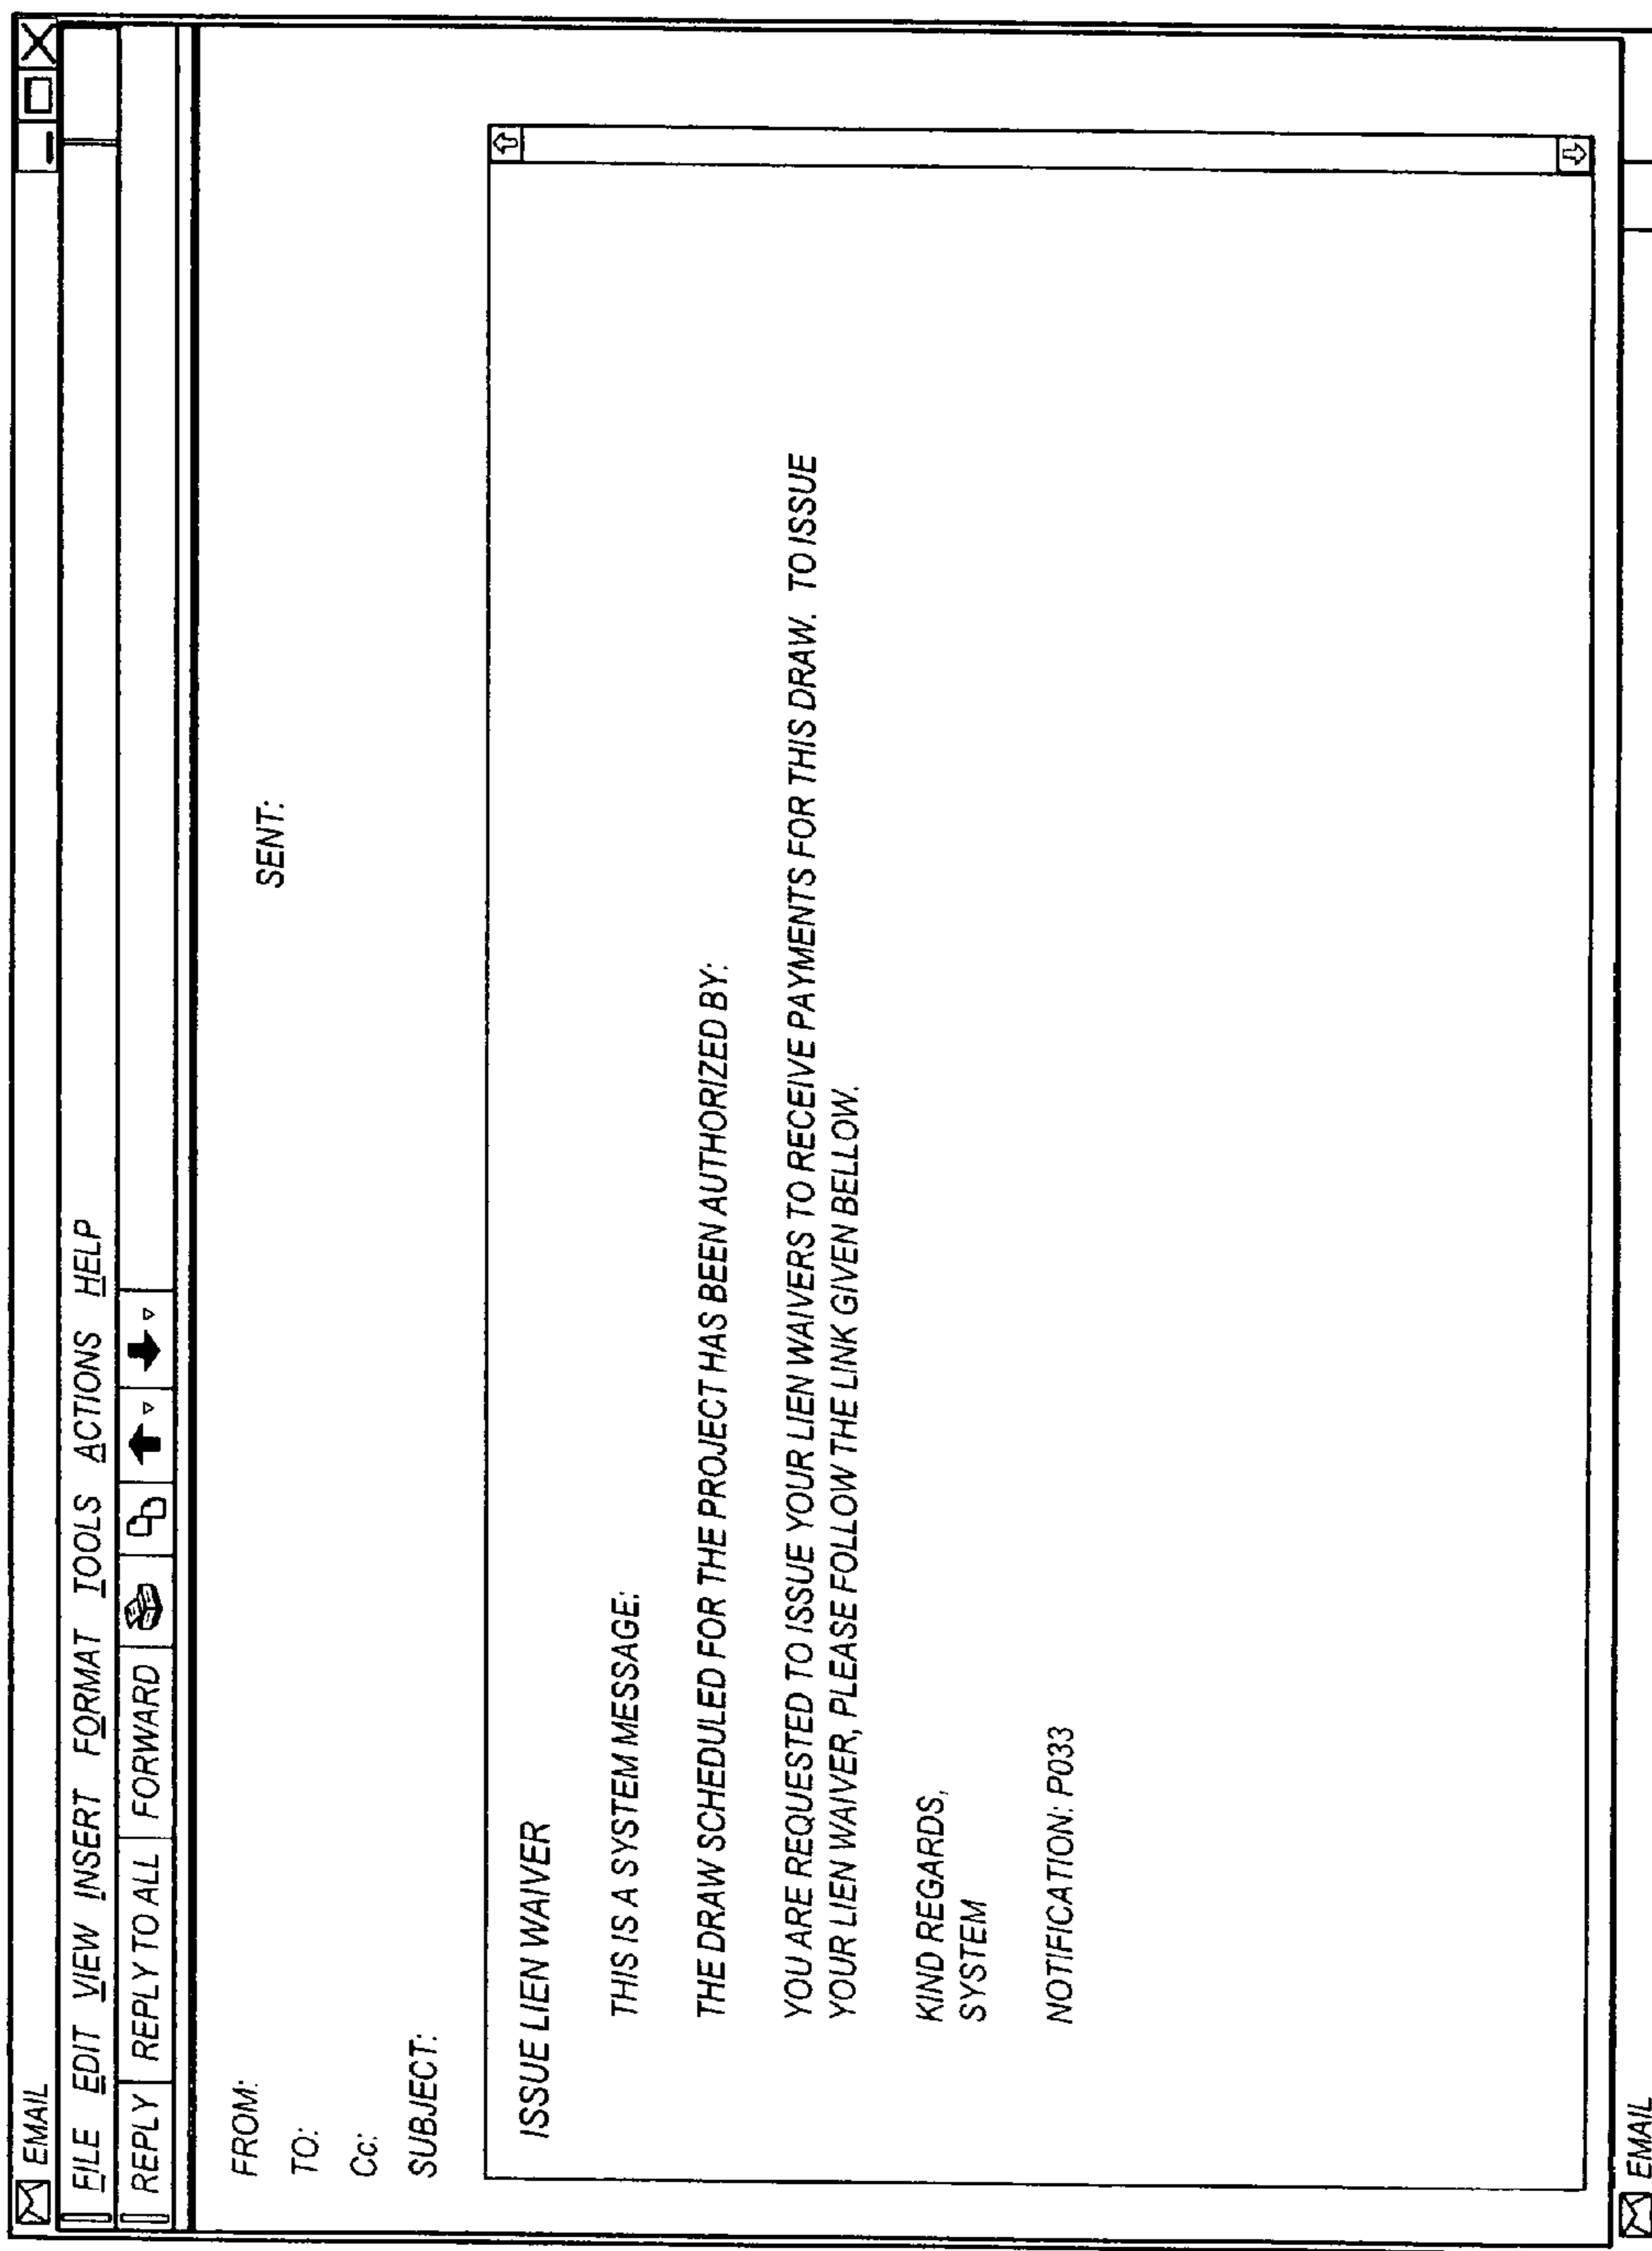 EMAIL
FILE EDIT VIEW INSERT FORMAT TOOLS ACTIONS HELP
REPLY REPLY TO ALL FORWARD
FROM:
SENT:
TO:
Cc:
SUBJECT:
ISSUE LIEN WAIVER
THIS IS A SYSTEM MESSAGE:
THE DRAW SCHEDULED FOR THE PROJECT HAS BEEN AUTHORIZED BY:
YOU ARE REQUESTED TO ISSUE YOUR LIEN WAIVERS TO RECEIVE PAYMENTS FOR THIS DRAW. TO ISSUE
YOUR LIEN WAIVER, PLEASE FOLLOW THE LINK GIVEN BELLOW.
KIND REGARDS,
SYSTEM
NOTIFICATION: P033
EMAIL